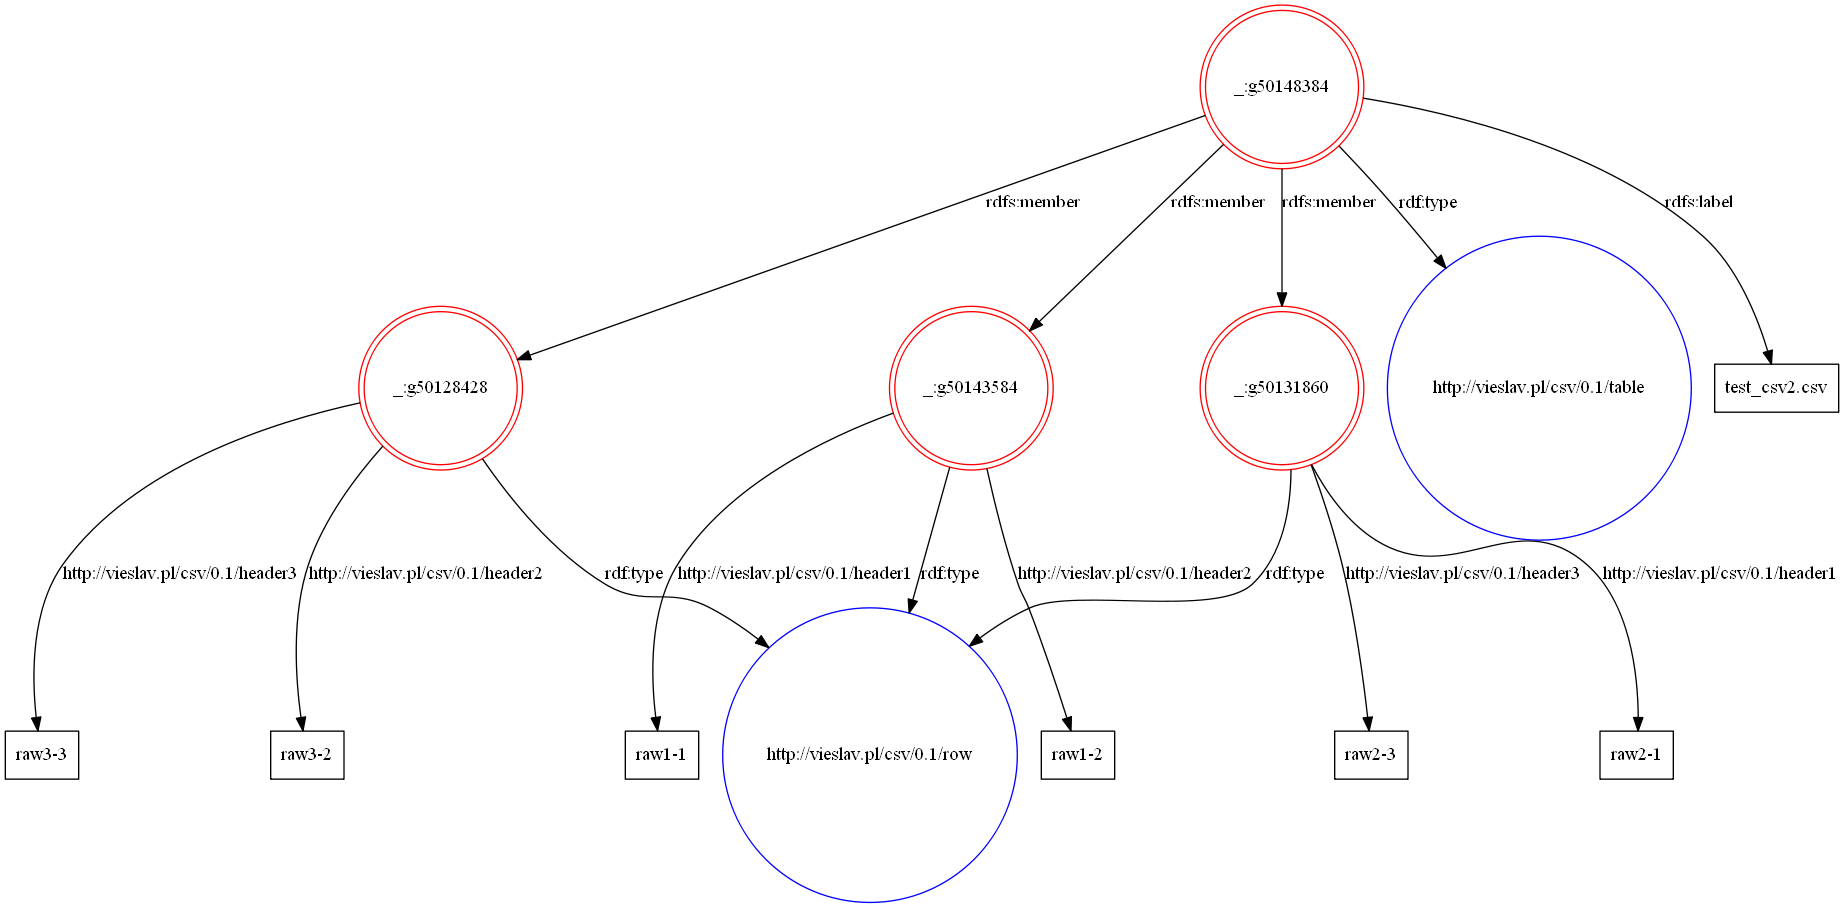 _:g50148384
rdfs:member
rdfs:member
rdfs:member
rdf:type
rdfs:label
_:g50128428
_:g50143584
_:g50131860
http://vieslav.pl/csv/0.1/table
test_csv2.csv
http://vieslav.pl/csv/0.1/header3
http://vieslav.pl/csv/0.1/header2
rdf:type
http://vieslav.pl/csv/0.1/header1
rdf:type
http://vieslav.pl/csv/0.1/header2
rdf:type
http://vieslav.pl/csv/0.1/header3
http://vieslav.pl/csv/0.1/header1
raw3-3
raw3-2
raw1-1
http://vieslav.pl/csv/0.1/row
raw1-2
raw2-3
raw2-1